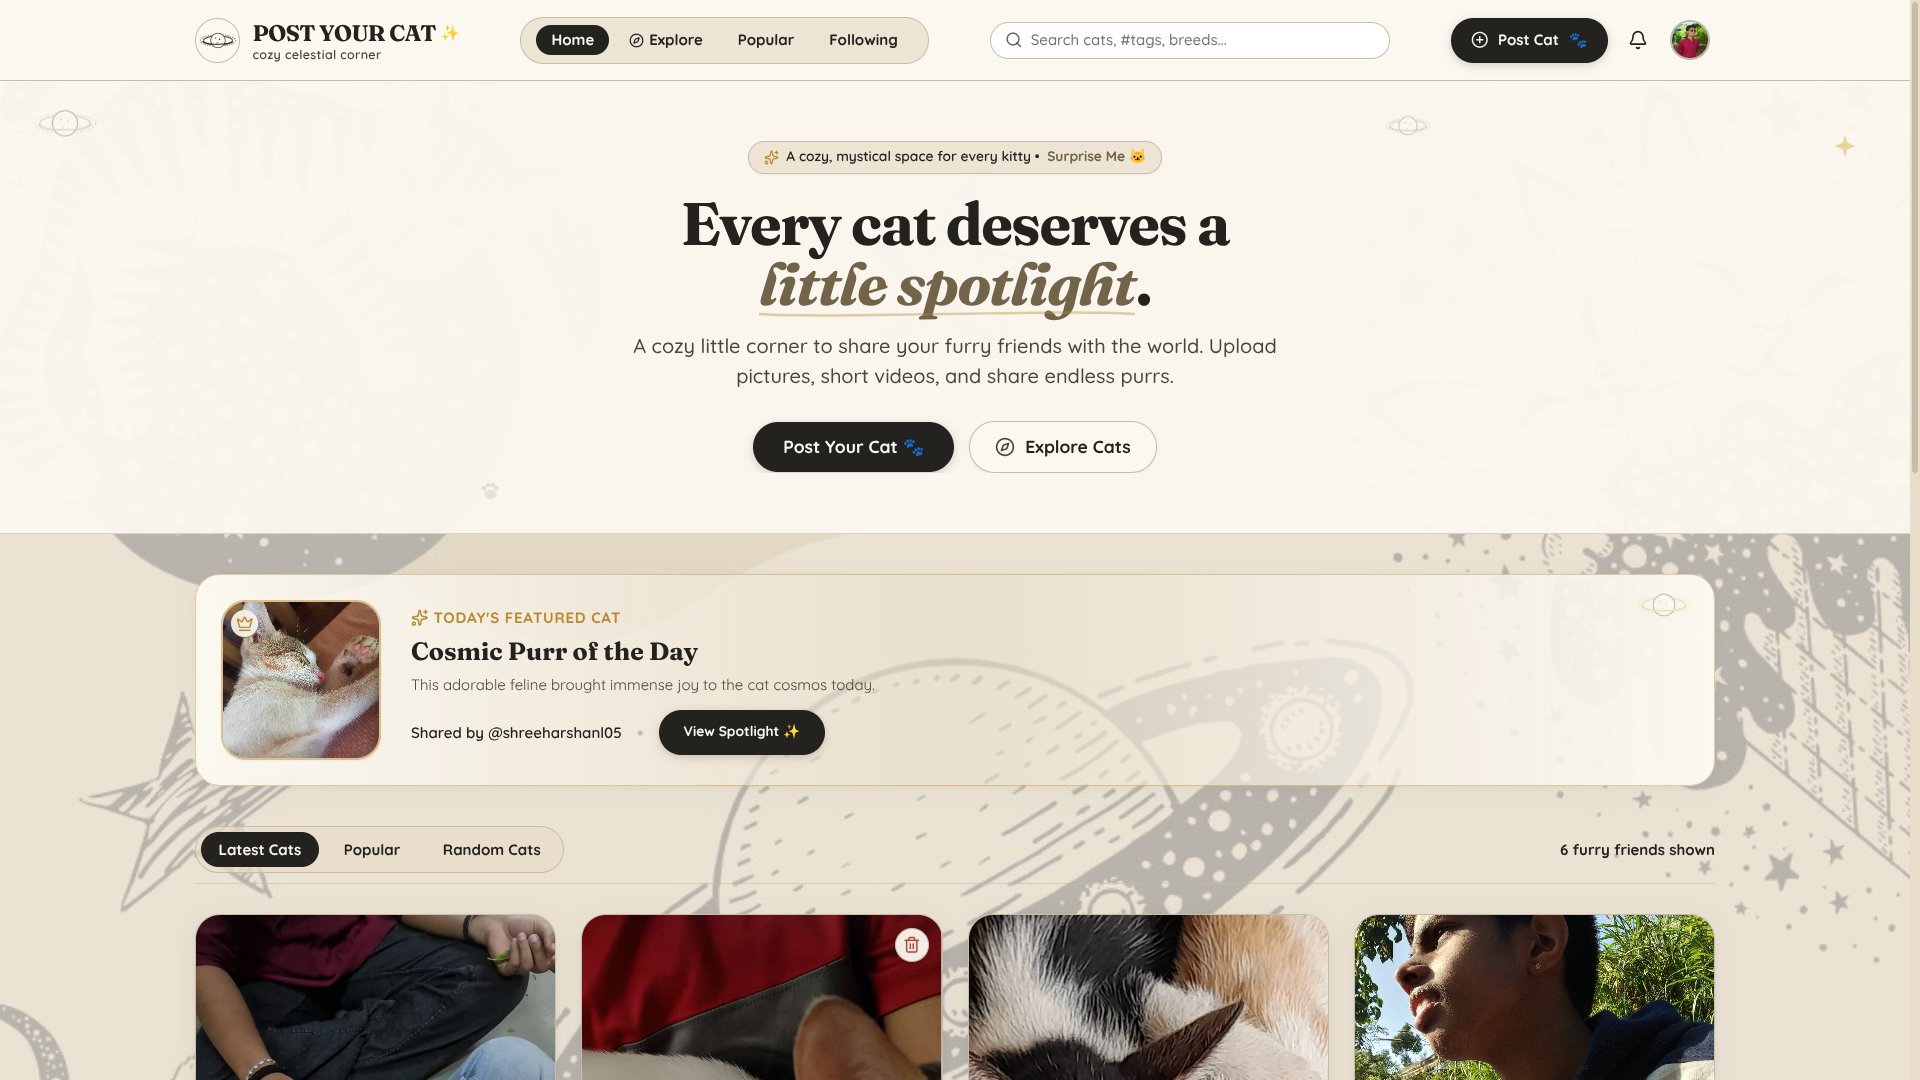 POST YOUR CAT ✨
cozy celestial corner
Home
Explore
Popular
Following
Search cats, #tags, breeds...
Post Cat 🐾
A cozy, mystical space for every kitty • Surprise Me 🐱
Every cat deserves a
little spotlight.
A cozy little corner to share your furry friends with the world. Upload
pictures, short videos, and share endless purrs.
Post Your Cat 🐾
Explore Cats
TODAY'S FEATURED CAT
Cosmic Purr of the Day
This adorable feline brought immense joy to the cat cosmos today.
Shared by @shreeharshanl05 •
View Spotlight ✨
Latest Cats
Popular
Random Cats
6 furry friends shown